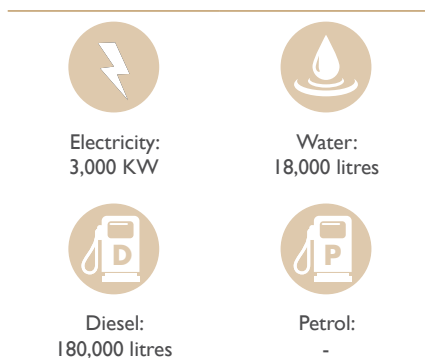 Electricity:
3,000 KW
Water:
18,000 litres
D
P
Diesel:
180,000 litres
Petrol:
-